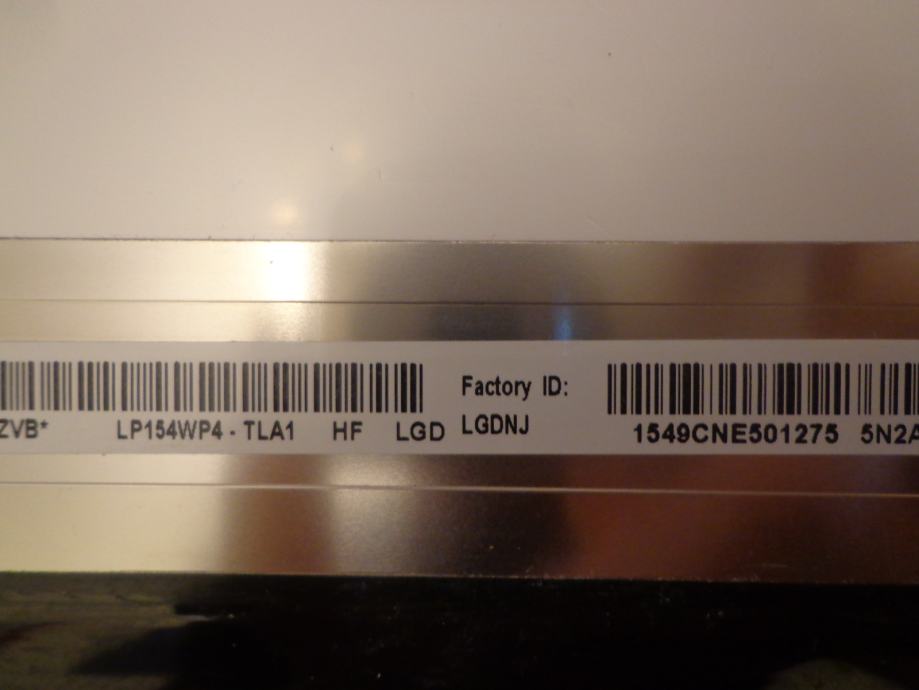 Factory ID:
ZVB* LP154WP4 - TLA1 HF LGD LGDNJ 1549CNE501275 5N2A